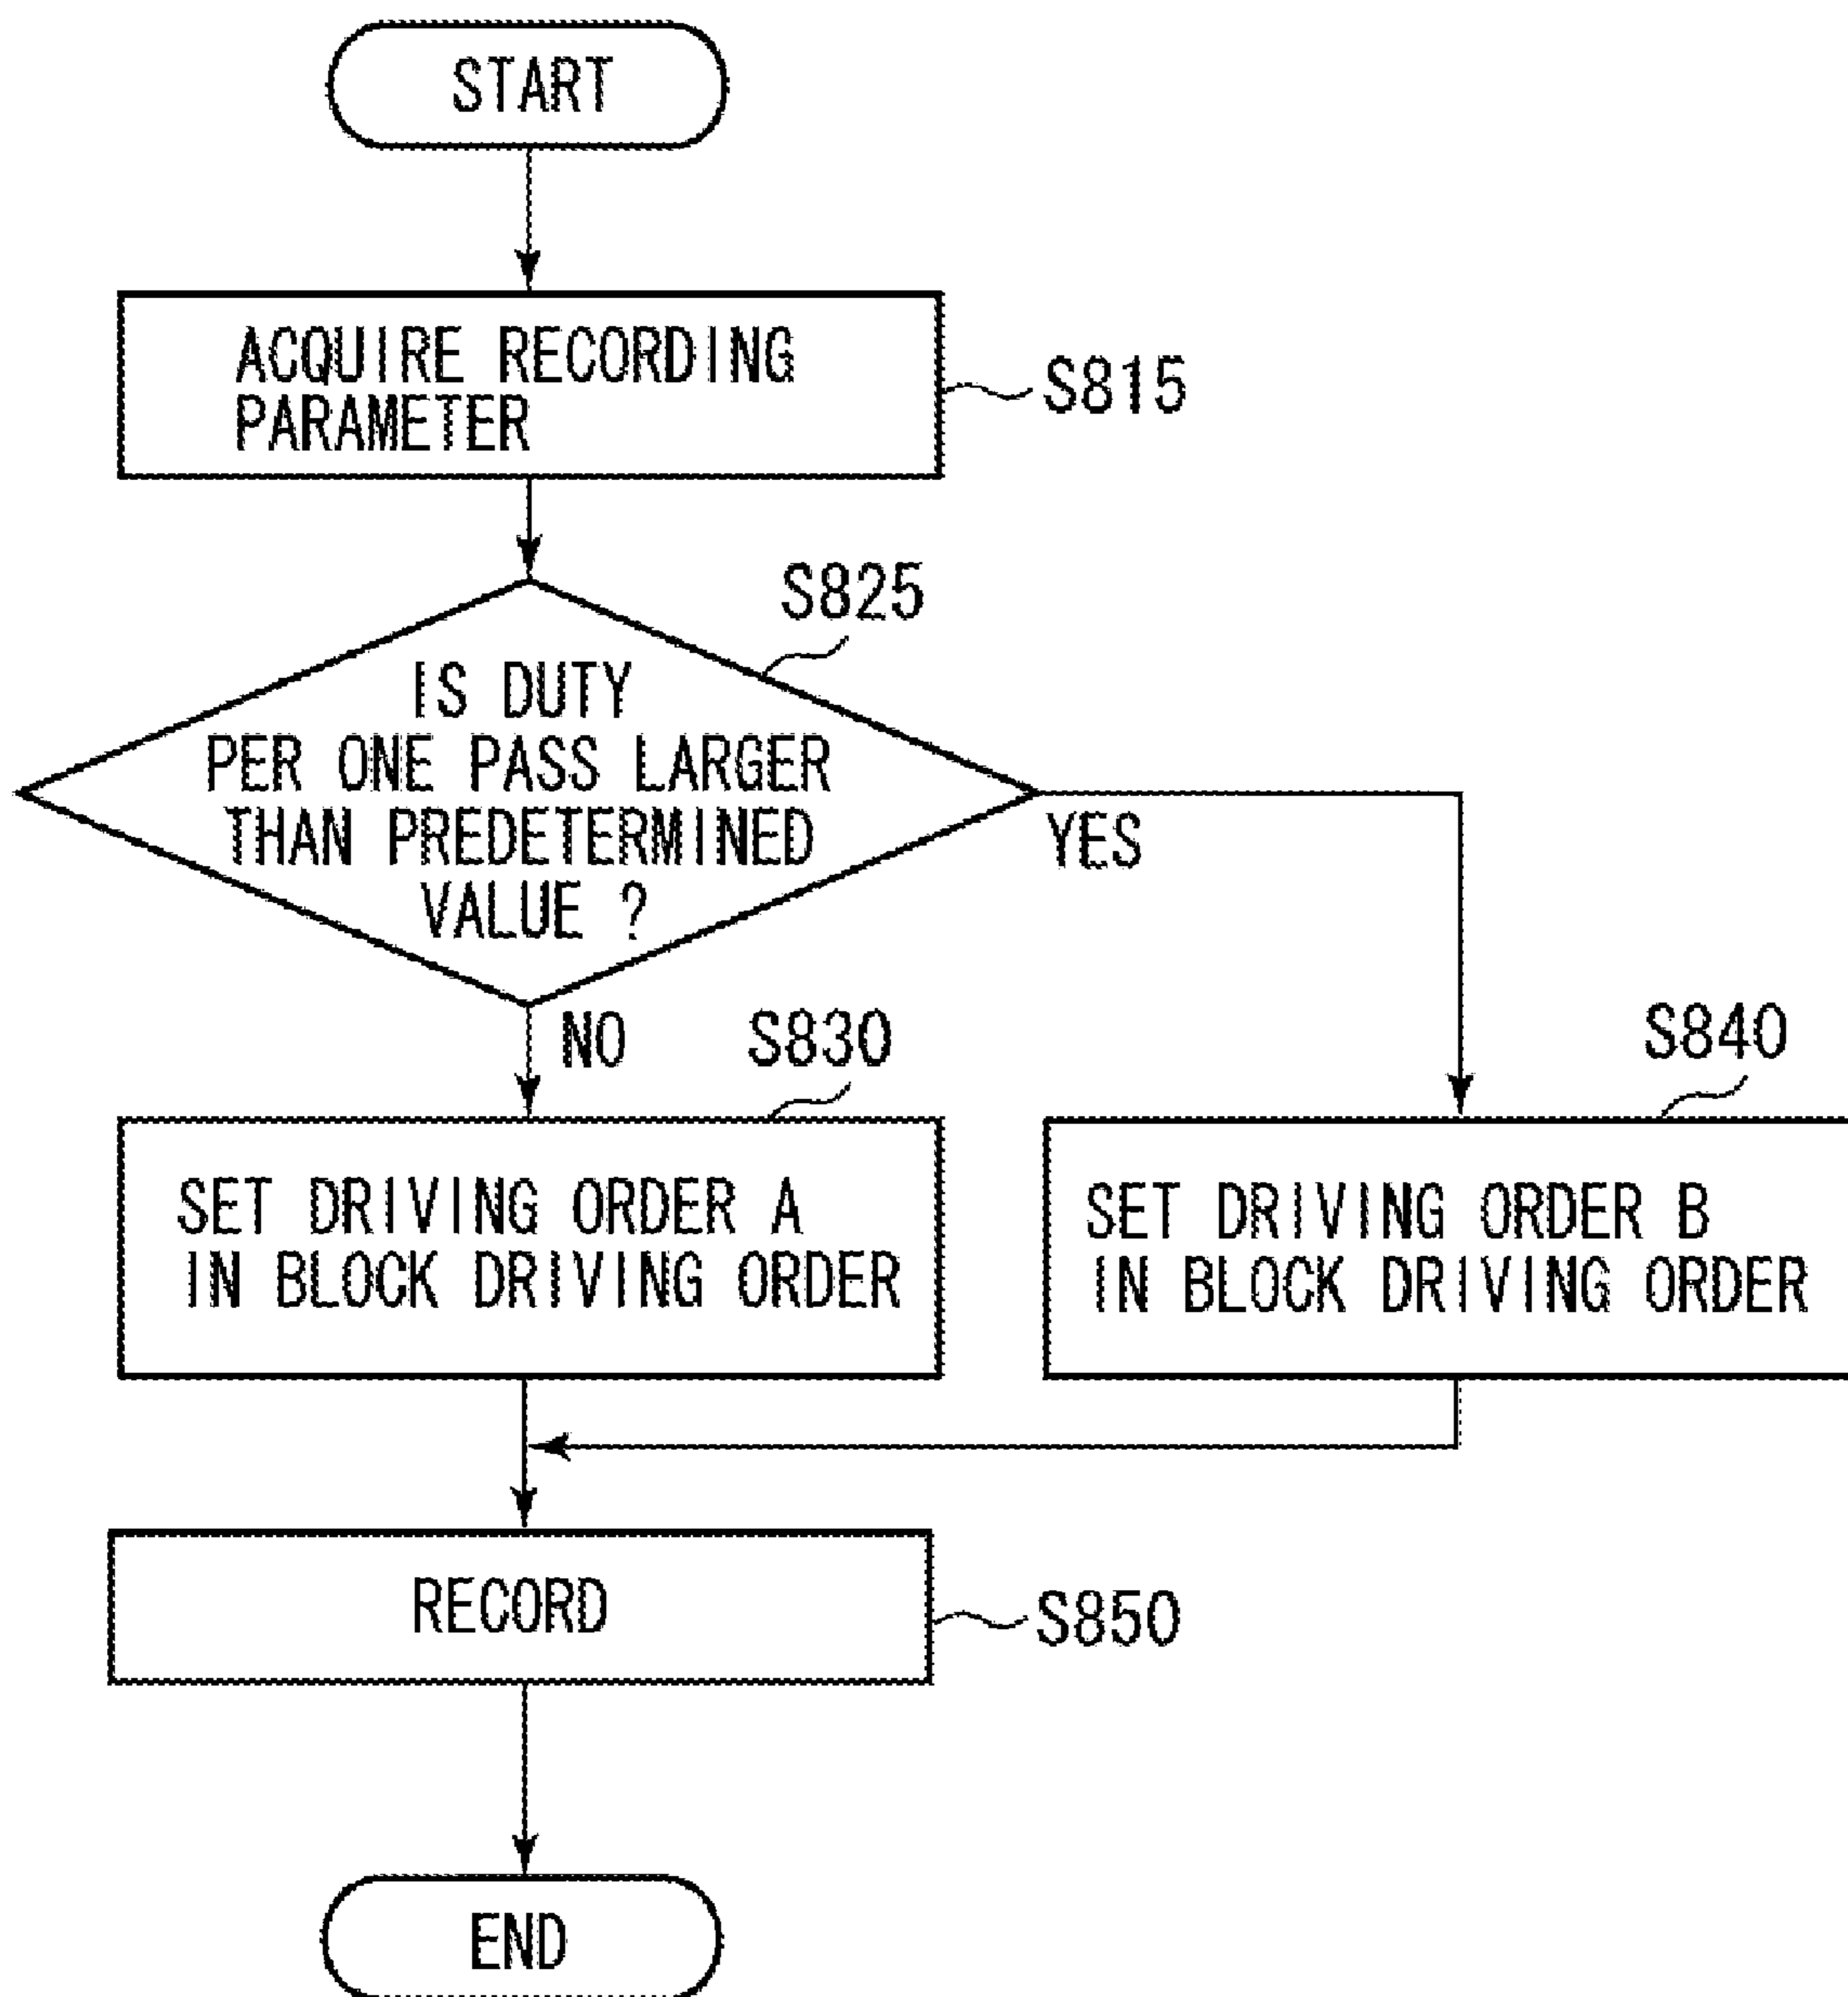 START
ACQUIRE RECORDING
PARAMETER
S815
S825
IS DUTY
PER ONE PASS LARGER
THAN PREDETERMINED
VALUE ?
YES
NO
S830
S840
SET DRIVING ORDER A
IN BLOCK DRIVING ORDER
SET DRIVING ORDER B
IN BLOCK DRIVING ORDER
RECORD
S850
END